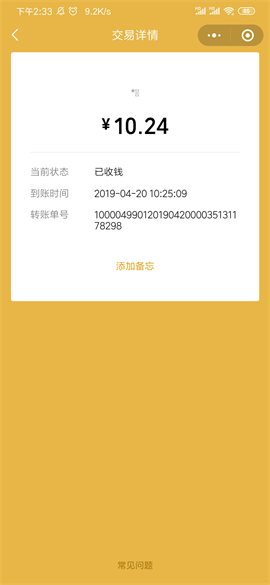 下午2:33 9.2K/s 66
交易详情
¥10.24
当前状态 已收钱
到账时间 2019-04-20 10:25:09
转账单号 100004990120190420000351311
78298
添加备忘
常见问题